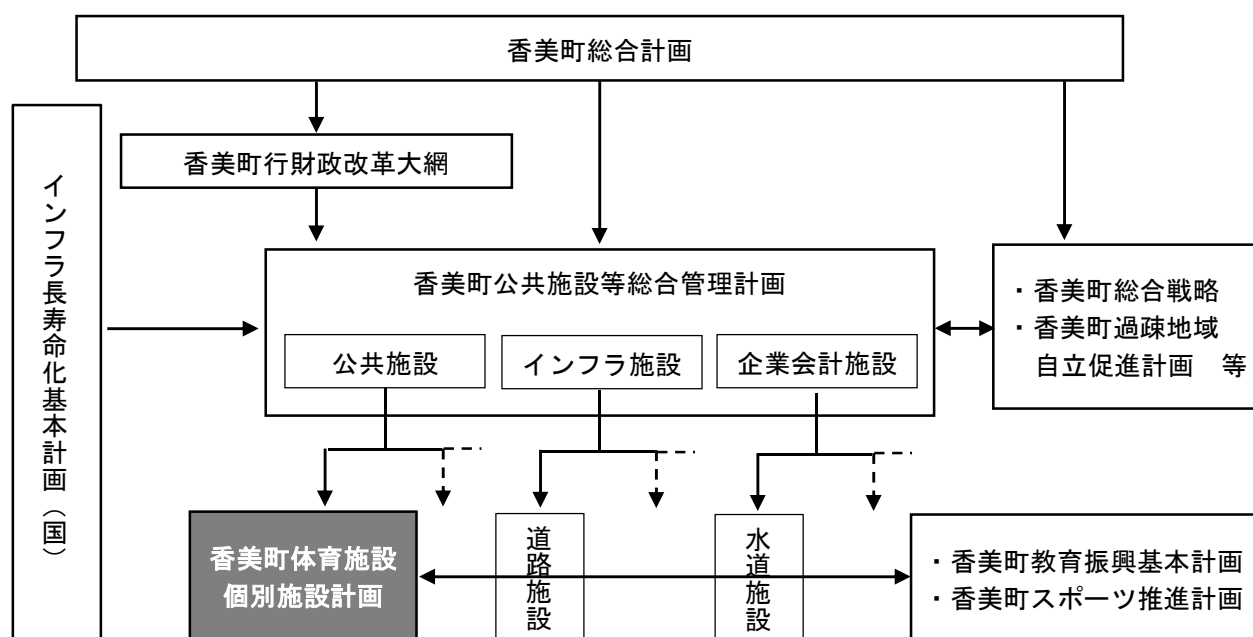 香美町総合計画
香美町行財政改革大綱
インフラ長寿命化基本計画（国）
香美町公共施設等総合管理計画
公共施設
インフラ施設
企業会計施設
・香美町総合戦略
・香美町過疎地域
自立促進計画　等
香美町体育施設
個別施設計画
道路施設
水道施設
・香美町教育振興基本計画
・香美町スポーツ推進計画